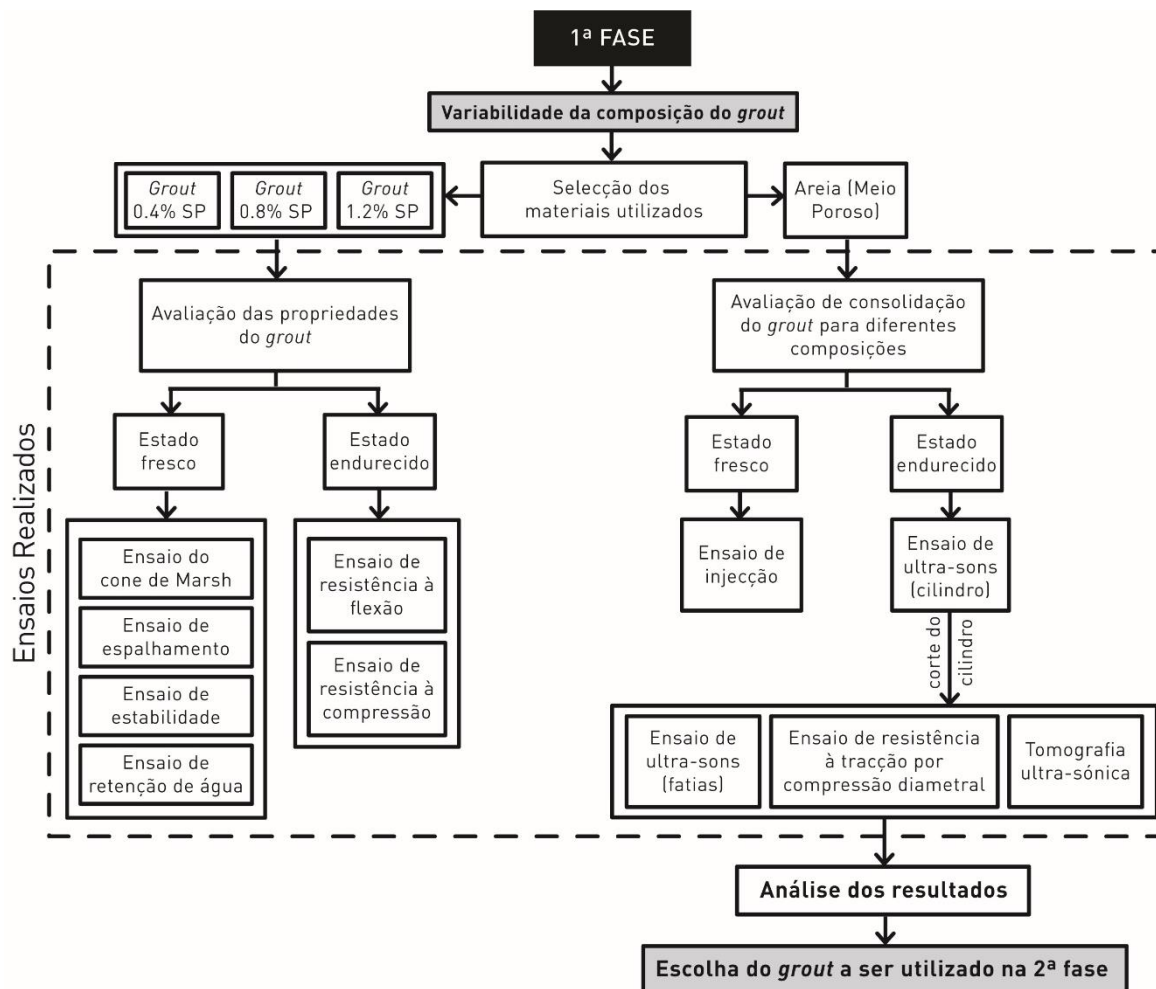 1ª FASE
Variabilidade da composição do grout
Grout
0.4% SP
Grout
0.8% SP
Grout
1.2% SP
Selecção dos
materiais utilizados
Areia (Meio
Poroso)
Ensaios Realizados
Avaliação das propriedades
do grout
Avaliação de consolidação
do grout para diferentes
composições
Estado
fresco
Estado
endurecido
Estado
fresco
Estado
endurecido
Ensaio do
cone de Marsh
Ensaio de
espalhamento
Ensaio de
estabilidade
Ensaio de
retenção de água
Ensaio de
resistência à
flexão
Ensaio de
resistência à
compressão
Ensaio de
injecção
Ensaio de
ultra-sons
(cilindro)
corte do
cilindro
Ensaio de
ultra-sons
(fatias)
Ensaio de resistência
à tracção por
compressão diametral
Tomografia
ultra-sónica
Análise dos resultados
Escolha do grout a ser utilizado na 2ª fase